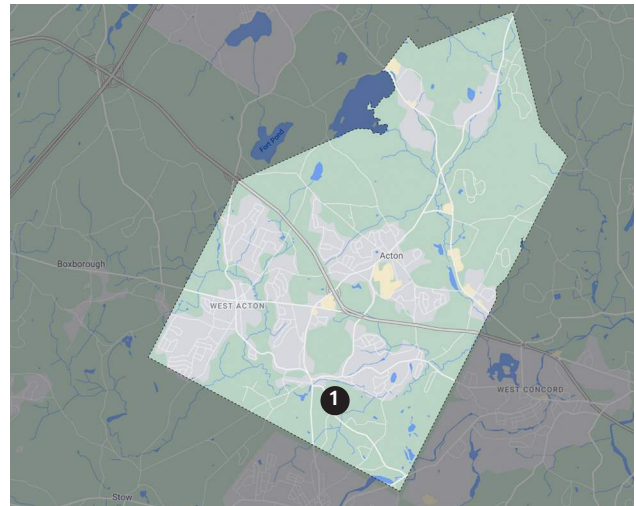 Fort Pond
Boxborough
Acton
WEST ACTON
WEST CONCORD
1
Stow